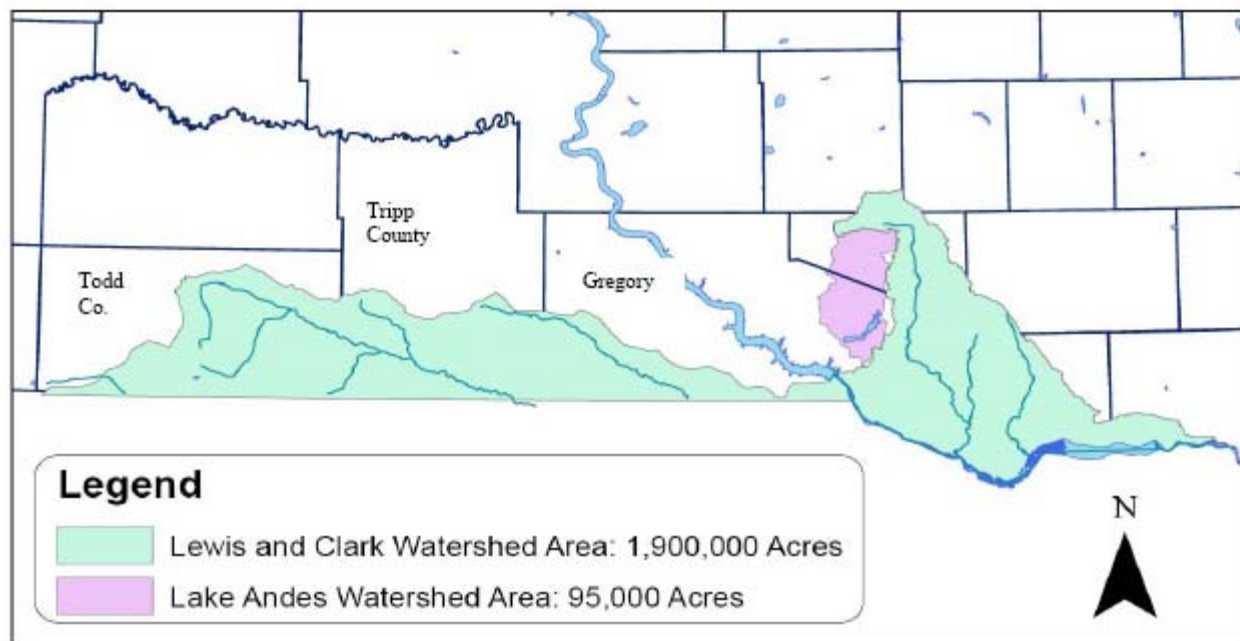 Tripp
County
Todd
Co.
Gregory
Legend
Lewis and Clark Watershed Area: 1,900,000 Acres
Lake Andes Watershed Area: 95,000 Acres
N